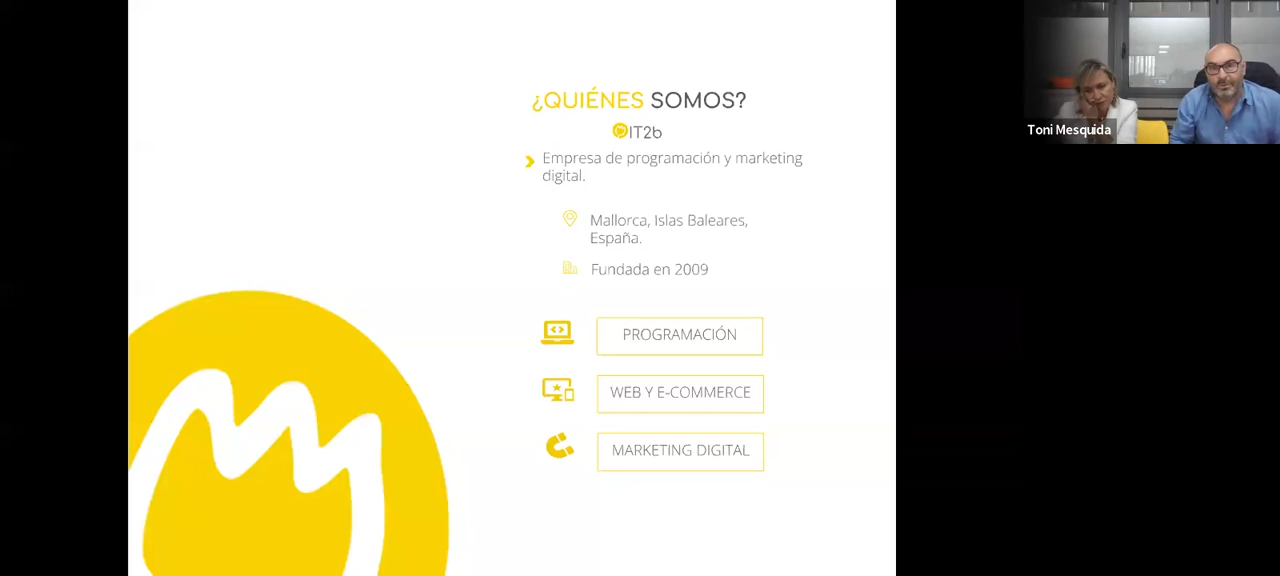 ¿QUIÉNES SOMOS?
IT2b
Empresa de programación y marketing
digital.
Mallorca, Islas Baleares,
España.
Fundada en 2009
PROGRAMACIÓN
WEB Y E-COMMERCE
MARKETING DIGITAL
Toni Mesquida